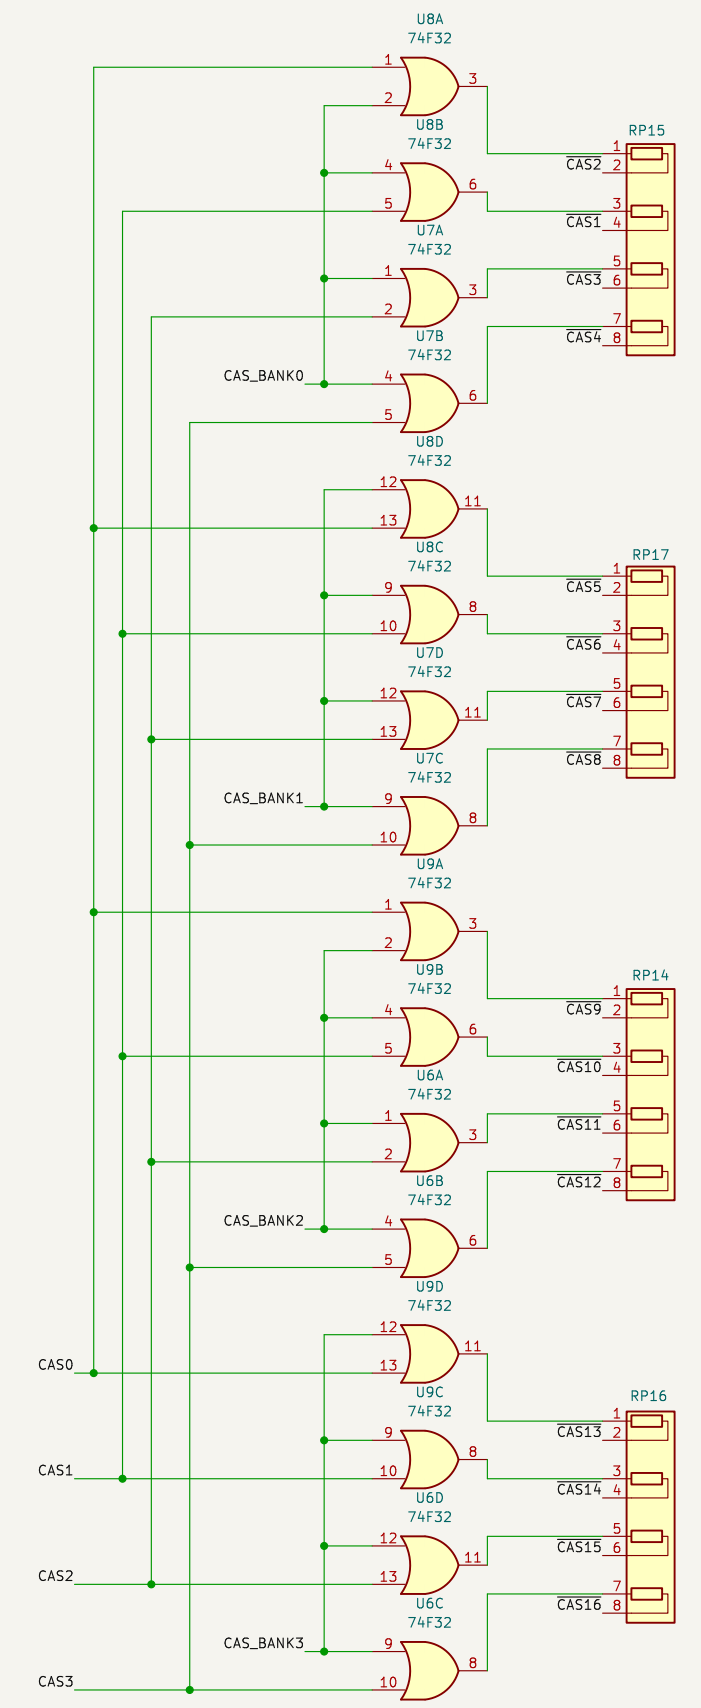 U8A
74F32
1
3
2
U8B
74F32
RP15
1
CAS2
2
4
6
5
3
CAS1
4
U7A
74F32
1
3
2
5
CAS3
6
U7B
74F32
7
CAS4
8
CAS_BANK0
4
6
5
U8D
74F32
12
11
13
U8C
74F32
RP17
1
CAS5
2
9
8
10
3
CAS6
4
U7D
74F32
12
11
13
5
CAS7
6
U7C
74F32
7
CAS8
8
CAS_BANK1
9
8
10
U9A
74F32
1
3
2
U9B
74F32
RP14
1
CAS9
2
4
6
5
3
CAS10
4
U6A
74F32
1
3
2
5
CAS11
6
U6B
74F32
7
CAS12
8
CAS_BANK2
4
6
5
U9D
74F32
12
11
CAS0
13
U9C
74F32
RP16
1
CAS13
2
9
8
CAS1
10
3
CAS14
4
U6D
74F32
12
11
CAS2
13
5
CAS15
6
U6C
74F32
7
CAS16
8
CAS_BANK3
9
8
CAS3
10